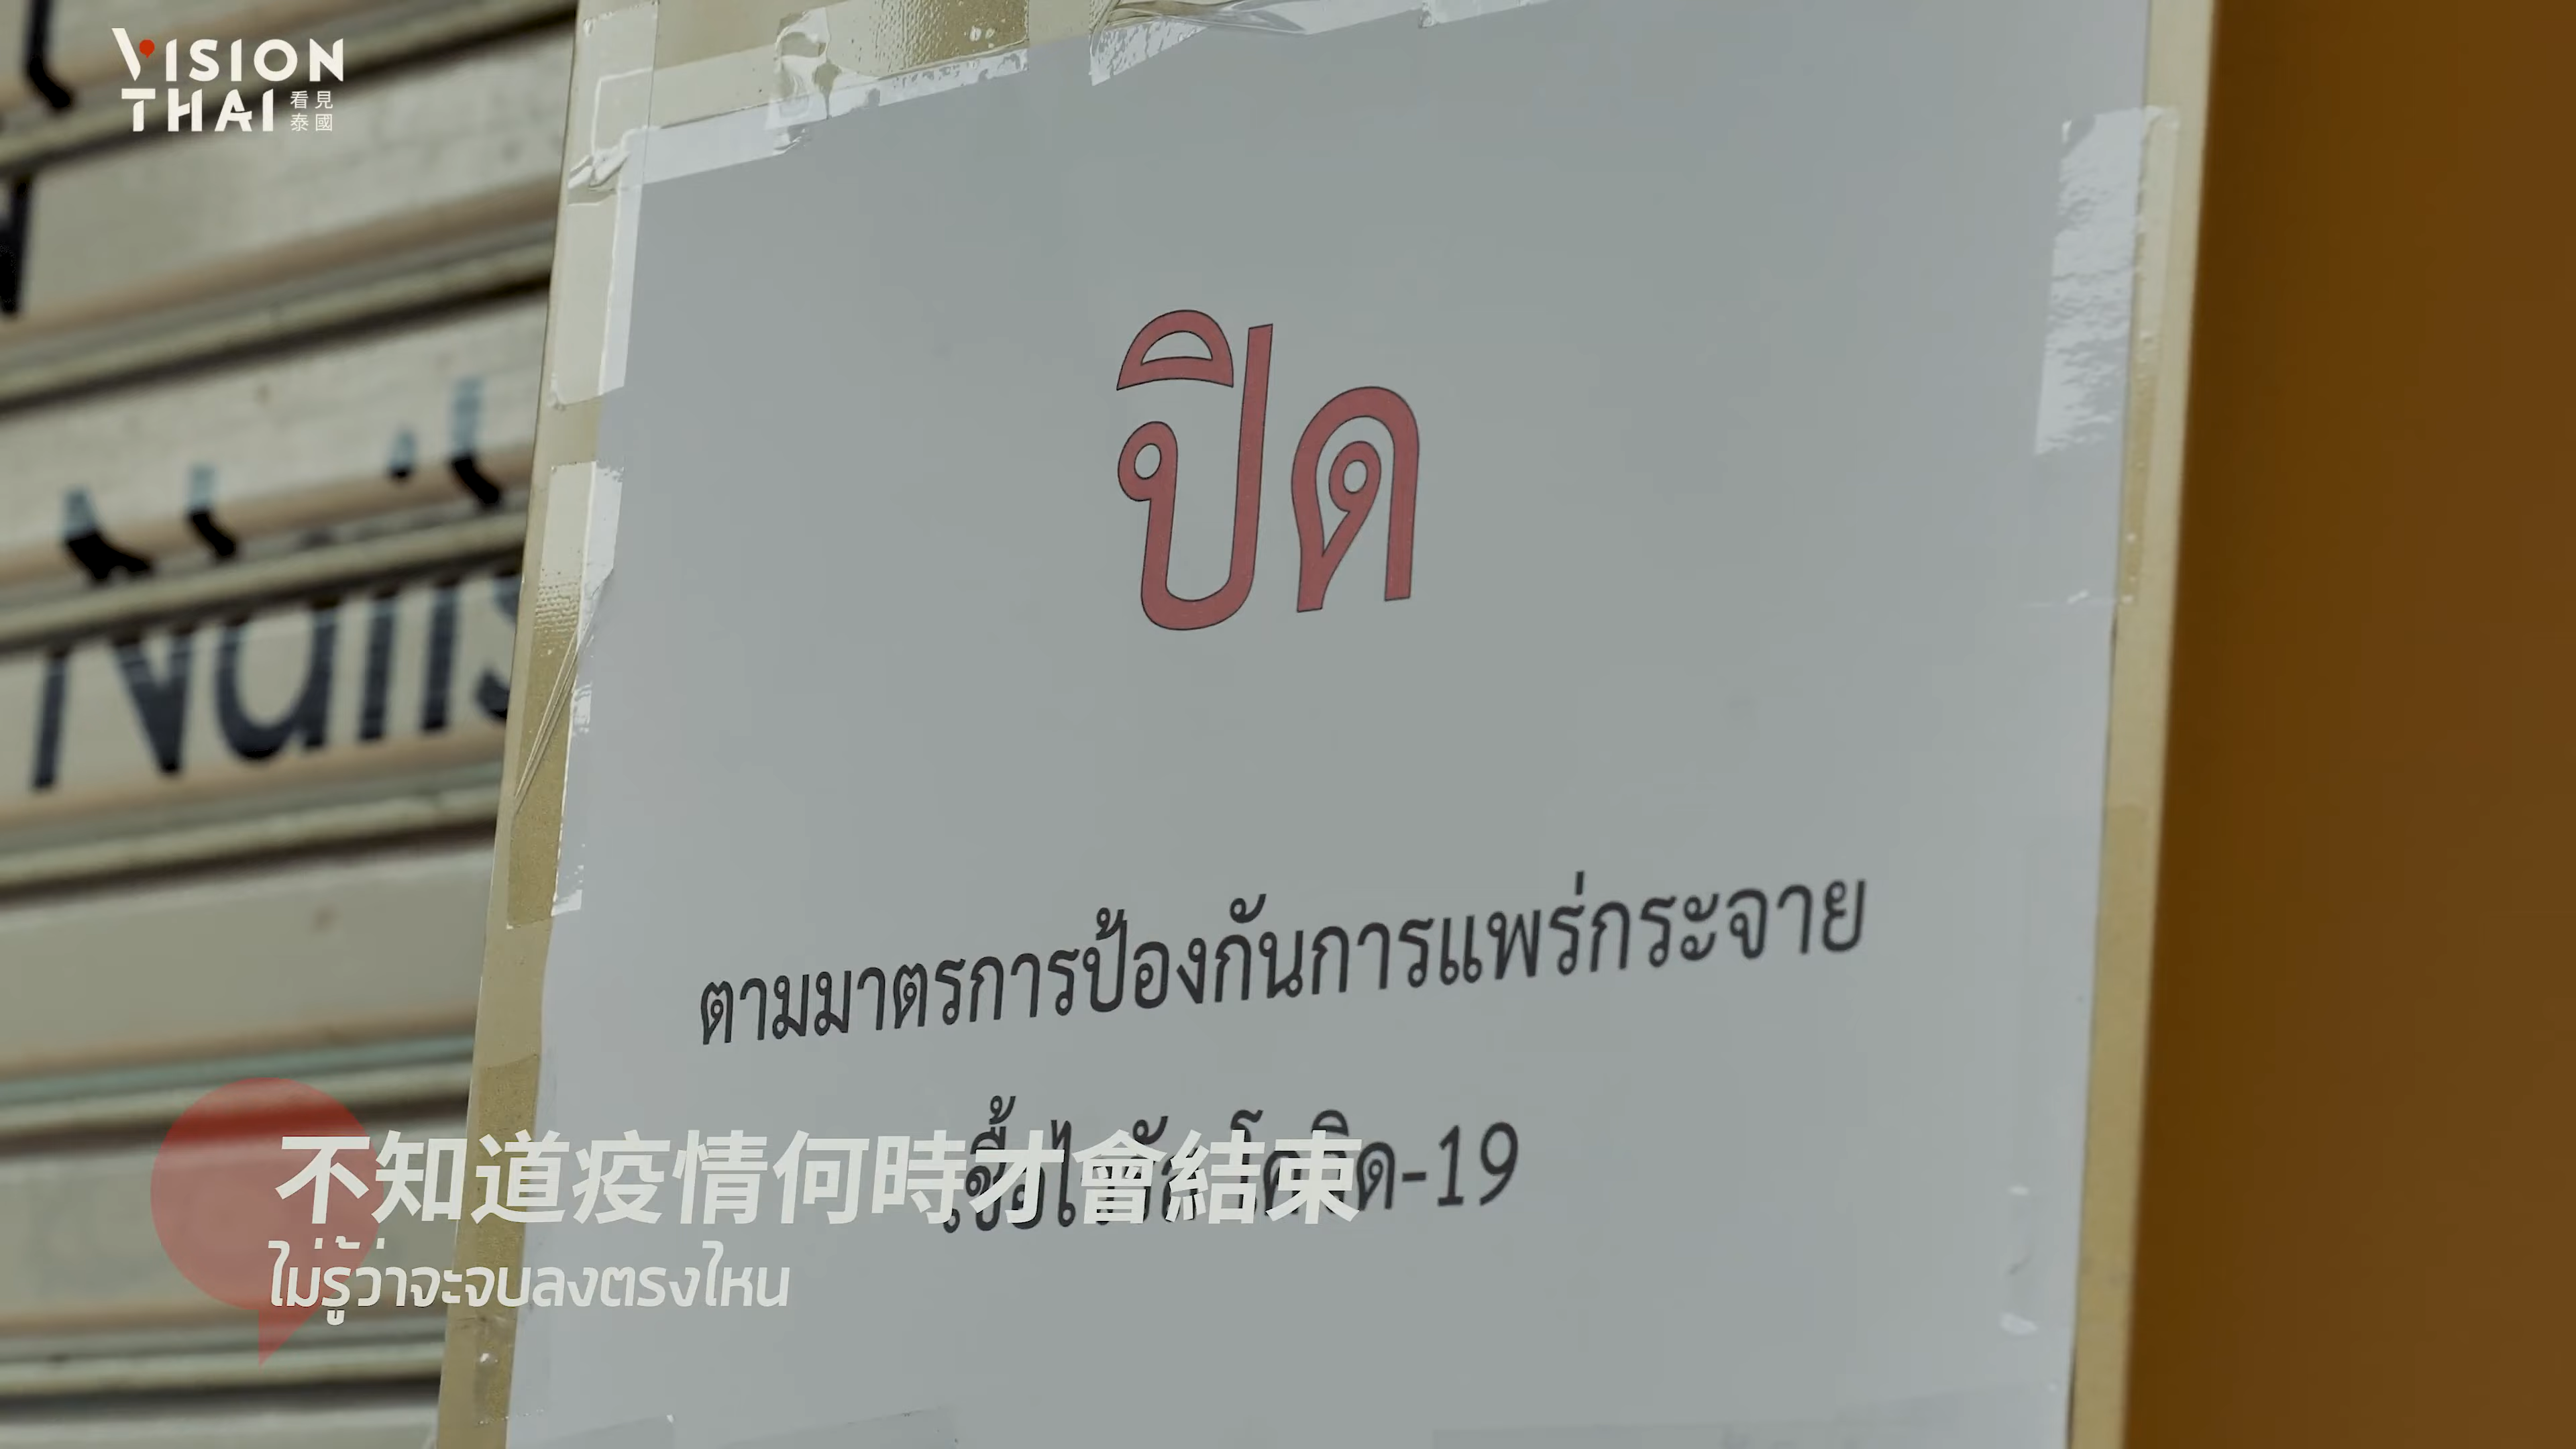 VISION
THAI 看見
泰國
Nails
ปิด
ตามมาตรการป้องกันการแพร่กระจาย
เชื้อไวรัสโควิด-19
不知道疫情何時才會結束
ไม่รู้ว่าจะจบลงตรงไหน